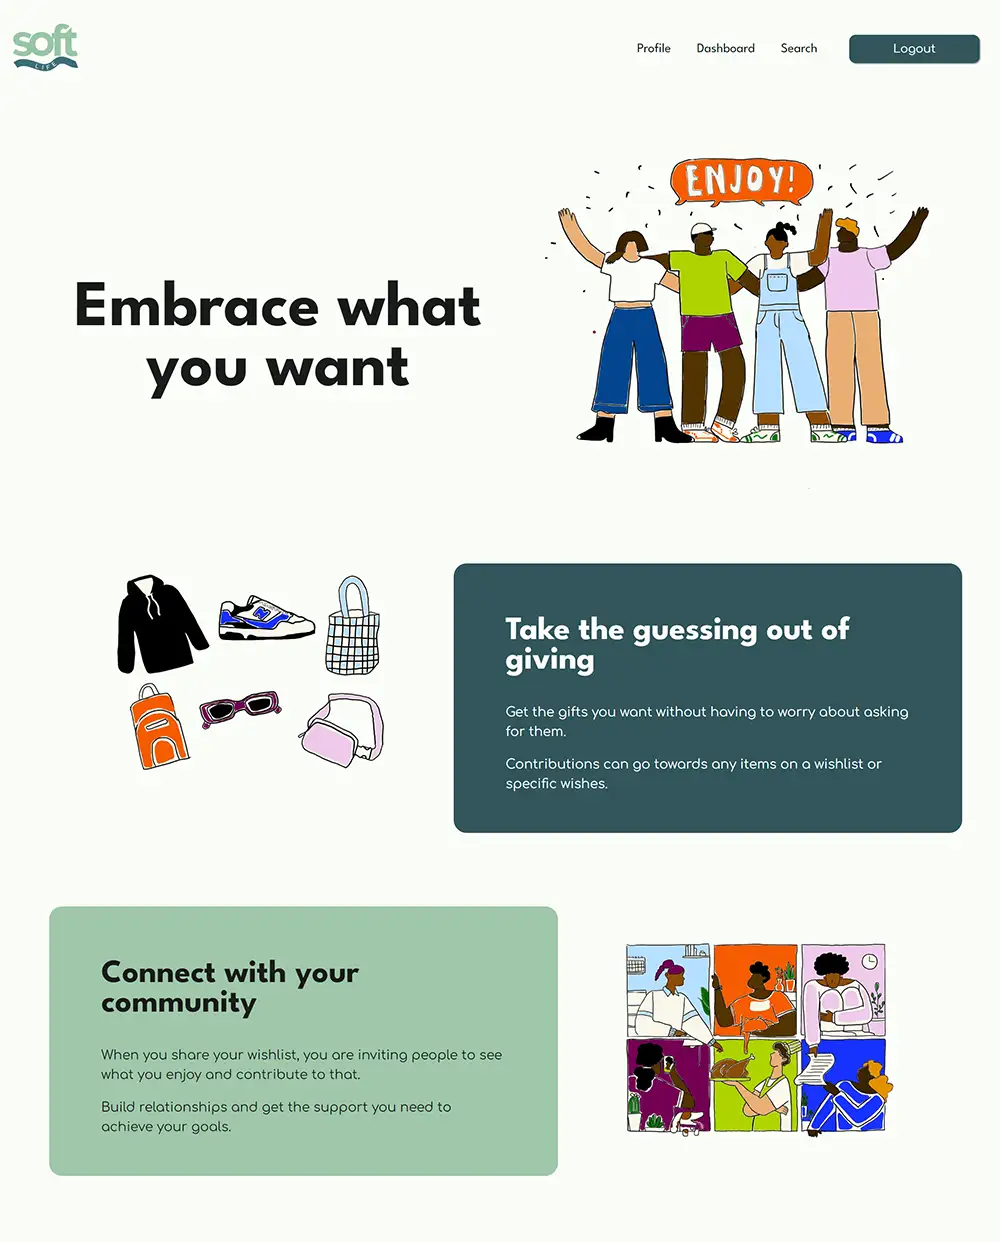 soft
LIFE
Profile Dashboard Search Logout
ENJOY!
Embrace what
you want
Take the guessing out of
giving
Get the gifts you want without having to worry about asking
for them.
Contributions can go towards any items on a wishlist or
specific wishes.
Connect with your
community
When you share your wishlist, you are inviting people to see
what you enjoy and contribute to that.
Build relationships and get the support you need to
achieve your goals.